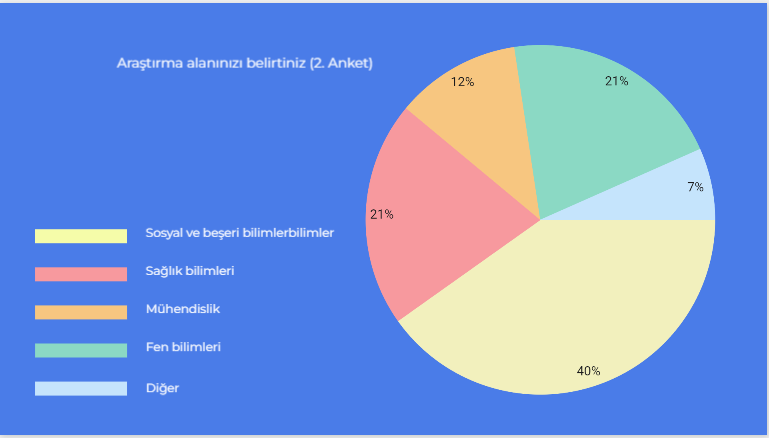 Araştırma alanınızı belirtiniz (2. Anket)
12%
21%
7%
21%
40%
Sosyal ve beşeri bilimlerbilimler
Sağlık bilimleri
Mühendislik
Fen bilimleri
Diğer